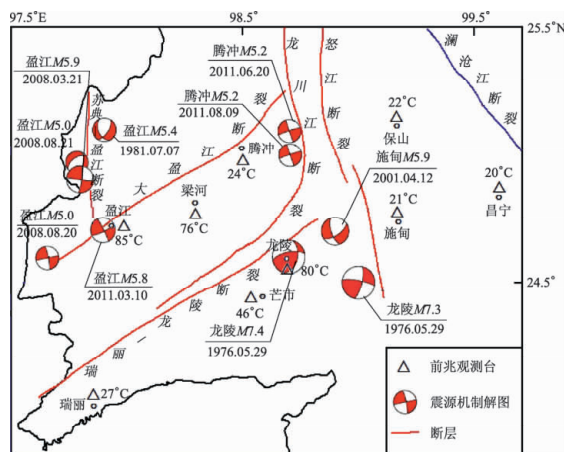 97.5°E
98.5°
99.5°
25.5°N
24.5°
盈江M5.9
2008.03.21
苏典
盈江断裂
盈江M5.0
2008.08.21
盈江M5.4
1981.07.07
盈江M5.0
2008.08.20
盈江M5.8
2011.03.10
大盈江断裂
腾冲M5.2
2011.06.20
腾冲M5.2
2011.08.09
龙川江断裂
怒江断裂
澜沧江断裂
腾冲
24°C
22°C
保山
施甸M5.9
2001.04.12
20°C
昌宁
21°C
施甸
梁河
76°C
盈江
85°C
龙陵
80°C
46°C
芒市
龙陵M7.4
1976.05.29
龙陵M7.3
1976.05.29
瑞丽—龙陵断裂
27°C
瑞丽
前兆观测台
震源机制解图
断层